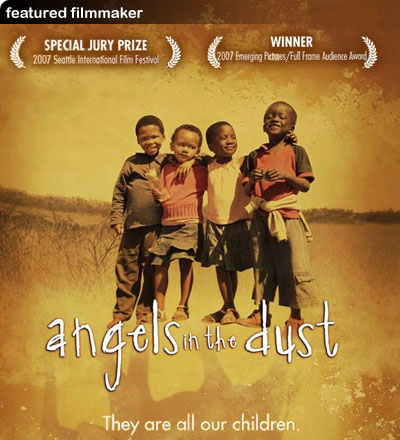 featured filmmaker
SPECIAL JURY PRIZE
2007 Seattle International Film Festival
WINNER
2007 Emerging Pictures/Full Frame Audience Award
angels in the dust
They are all our children.